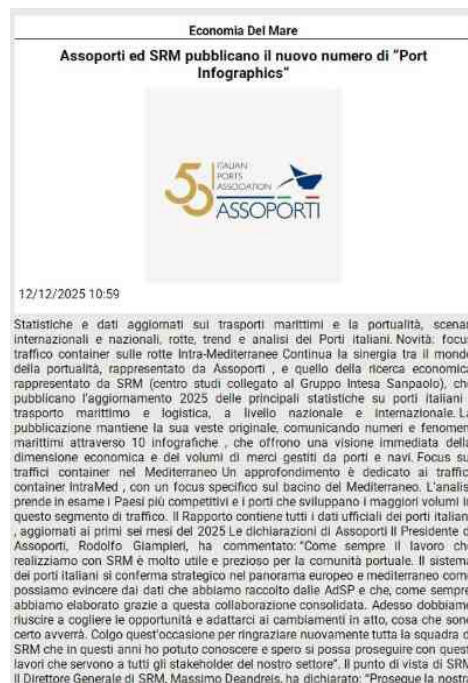 Economia Del Mare
Assoporti ed SRM pubblicano il nuovo numero di “Port
Infographics”
50
ITALIAN
PORTS
ASSOCIATION
ASSOPORTI
12/12/2025 10:59
Statistiche e dati aggiornati sui trasporti marittimi e la portualità, scenar
internazionali e nazionali, rotte, trend e analisi dei Porti italiani. Novità: focus
traffico container sulle rotte Intra-Mediterranee Continua la sinergia tra il mondo
della portualità, rappresentato da Assoporti , e quello della ricerca economica
rappresentato da SRM (centro studi collegato al Gruppo Intesa Sanpaolo), che
pubblicano l'aggiornamento 2025 delle principali statistiche su porti italiani
trasporto marittimo e logistica, a livello nazionale e internazionale. La
pubblicazione mantiene la sua veste originale, comunicando numeri e fenomen
marittimi attraverso 10 infografiche , che offrono una visione immediata della
dimensione economica e dei volumi di merci gestiti da porti e navi. Focus su
traffici container nel Mediterraneo Un approfondimento è dedicato ai traffic
container IntraMed , con un focus specifico sul bacino del Mediterraneo. L'analis
prende in esame i Paesi più competitivi e i porti che sviluppano i maggiori volumi in
questo segmento di traffico. Il Rapporto contiene tutti i dati ufficiali dei porti italian
, aggiornati ai primi sei mesi del 2025 Le dichiarazioni di Assoporti Il Presidente d
Assoporti, Rodolfo Giampieri, ha commentato: “Come sempre il lavoro che
realizziamo con SRM è molto utile e prezioso per la comunità portuale. Il sistema
dei porti italiani si conferma strategico nel panorama europeo e mediterraneo come
possiamo evincere dai dati che abbiamo raccolto dalle AdSP e che, come sempre
abbiamo elaborato grazie a questa collaborazione consolidata. Adesso dobbiamo
riuscire a cogliere le opportunità e adattarci ai cambiamenti in atto, cosa che sono
certo avverrà. Colgo quest'occasione per ringraziare nuovamente tutta la squadra d
SRM che in questi anni ho potuto conoscere e spero si possa proseguire con quest
lavori che servono a tutti gli stakeholder del nostro settore”. Il punto di vista di SRM
Il Direttore Generale di SRM, Massimo Deandreis, ha dichiarato: “Prosegue la nostra